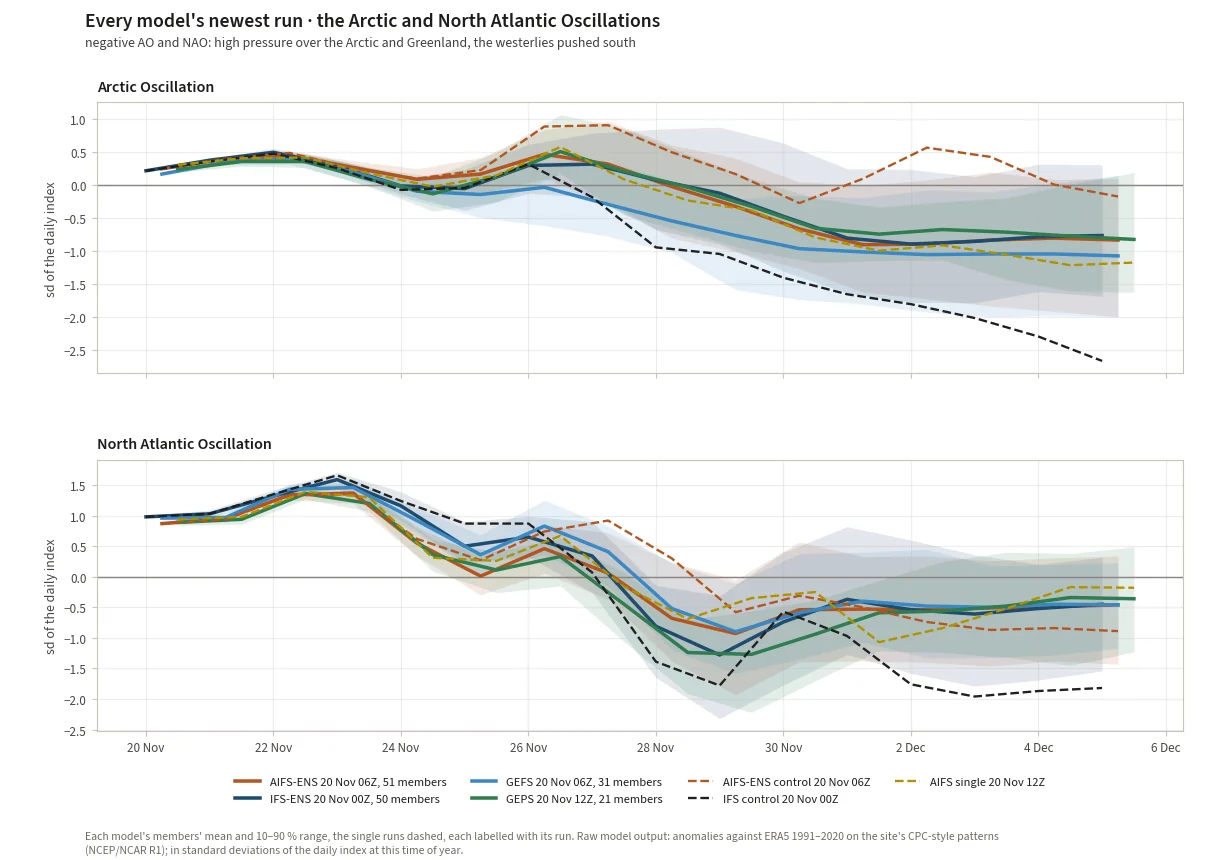 Every model's newest run · the Arctic and North Atlantic Oscillations
negative AO and NAO: high pressure over the Arctic and Greenland, the westerlies pushed south
Arctic Oscillation
sd of the daily index
1.0
0.5
0.0
−0.5
−1.0
−1.5
−2.0
−2.5
North Atlantic Oscillation
sd of the daily index
1.5
1.0
0.5
0.0
−0.5
−1.0
−1.5
−2.0
−2.5
20 Nov 22 Nov 24 Nov 26 Nov 28 Nov 30 Nov 2 Dec 4 Dec 6 Dec
AIFS-ENS 20 Nov 06Z, 51 members GEFS 20 Nov 06Z, 31 members AIFS-ENS control 20 Nov 06Z AIFS single 20 Nov 12Z
IFS-ENS 20 Nov 00Z, 50 members GEPS 20 Nov 12Z, 21 members IFS control 20 Nov 00Z
Each model's members' mean and 10–90 % range, the single runs dashed, each labelled with its run. Raw model output: anomalies against ERA5 1991–2020 on the site's CPC-style patterns
(NCEP/NCAR R1); in standard deviations of the daily index at this time of year.